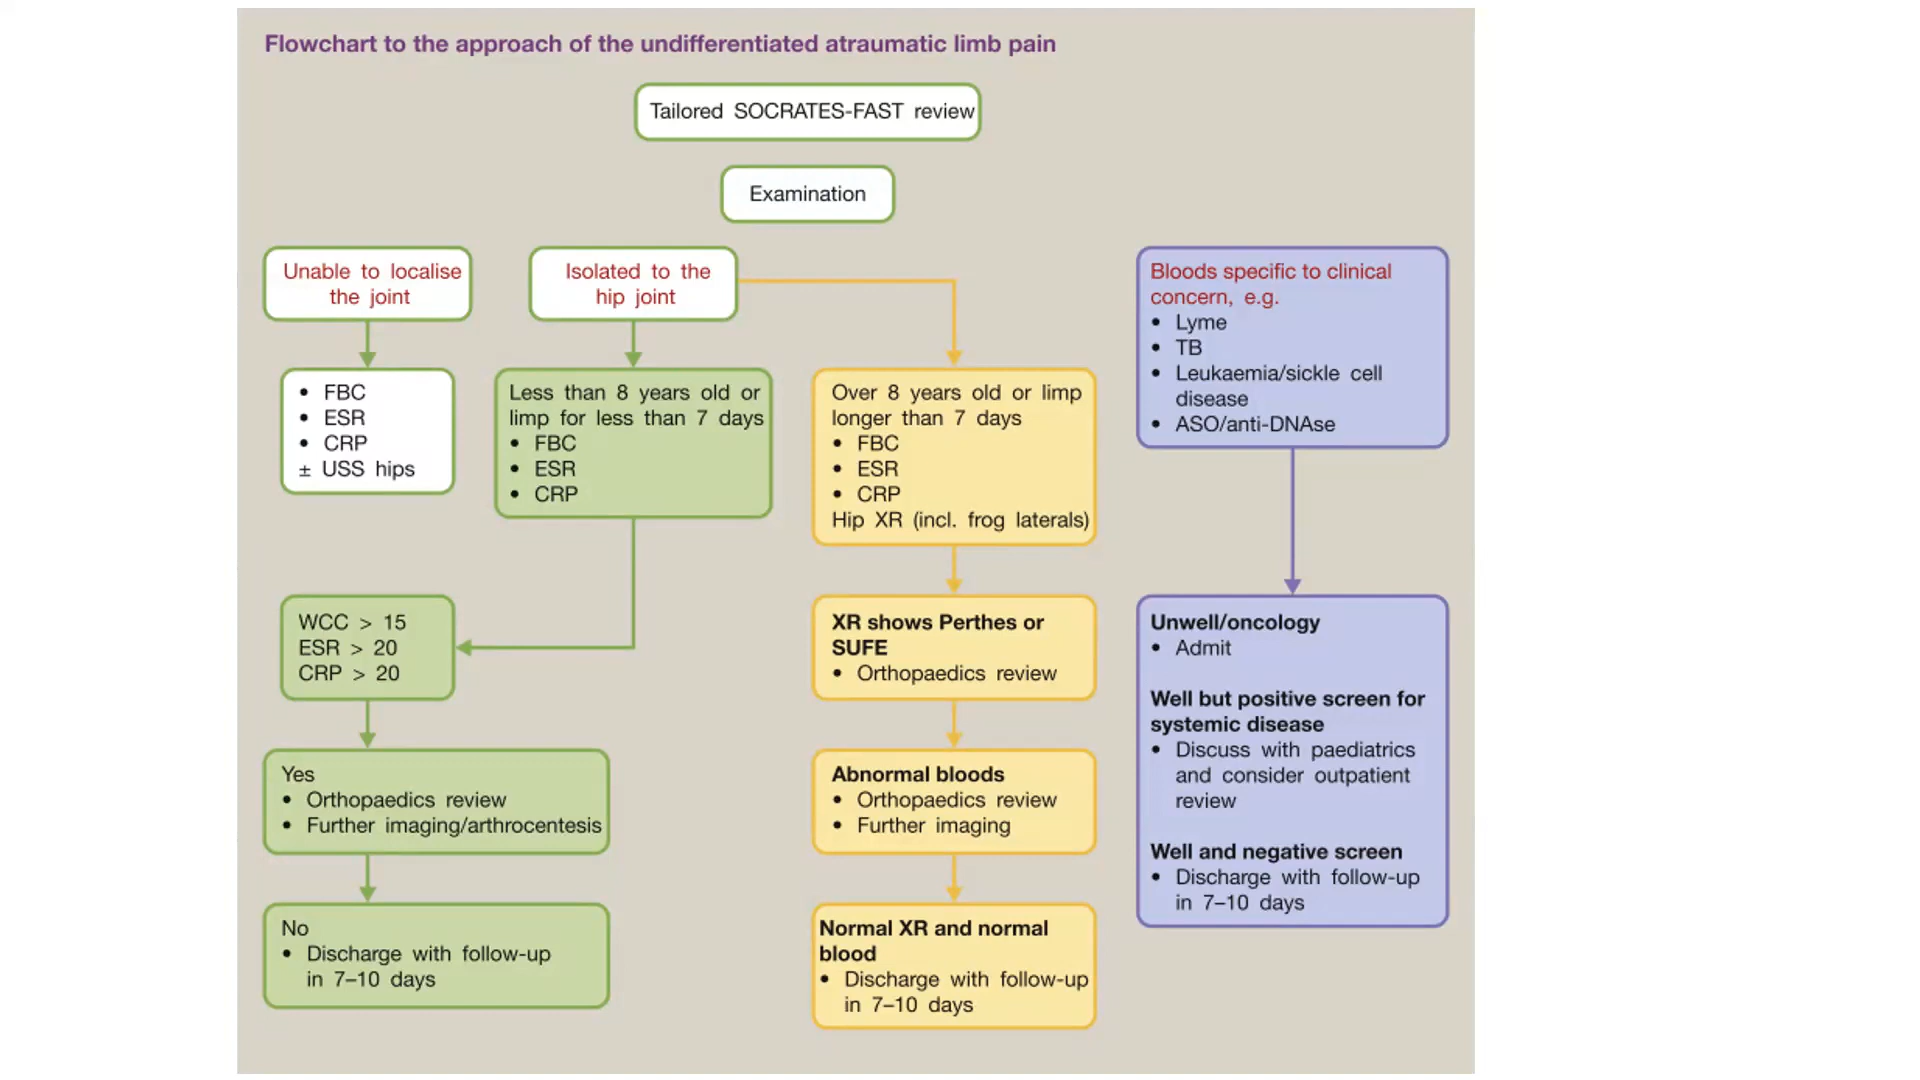 Flowchart to the approach of the undifferentiated atraumatic limb pain
Tailored SOCRATES-FAST review
Examination
Unable to localise
the joint
• FBC
• ESR
• CRP
± USS hips
Isolated to the
hip joint
Less than 8 years old or
limp for less than 7 days
• FBC
• ESR
• CRP
WCC > 15
ESR > 20
CRP > 20
Yes
• Orthopaedics review
• Further imaging/arthrocentesis
No
• Discharge with follow-up
in 7–10 days
Over 8 years old or limp
longer than 7 days
• FBC
• ESR
• CRP
Hip XR (incl. frog laterals)
XR shows Perthes or
SUFE
• Orthopaedics review
Abnormal bloods
• Orthopaedics review
• Further imaging
Normal XR and normal
blood
• Discharge with follow-up
in 7–10 days
Bloods specific to clinical
concern, e.g.
• Lyme
• TB
• Leukaemia/sickle cell
disease
• ASO/anti-DNAse
Unwell/oncology
• Admit
Well but positive screen for
systemic disease
• Discuss with paediatrics
and consider outpatient
review
Well and negative screen
• Discharge with follow-up
in 7–10 days